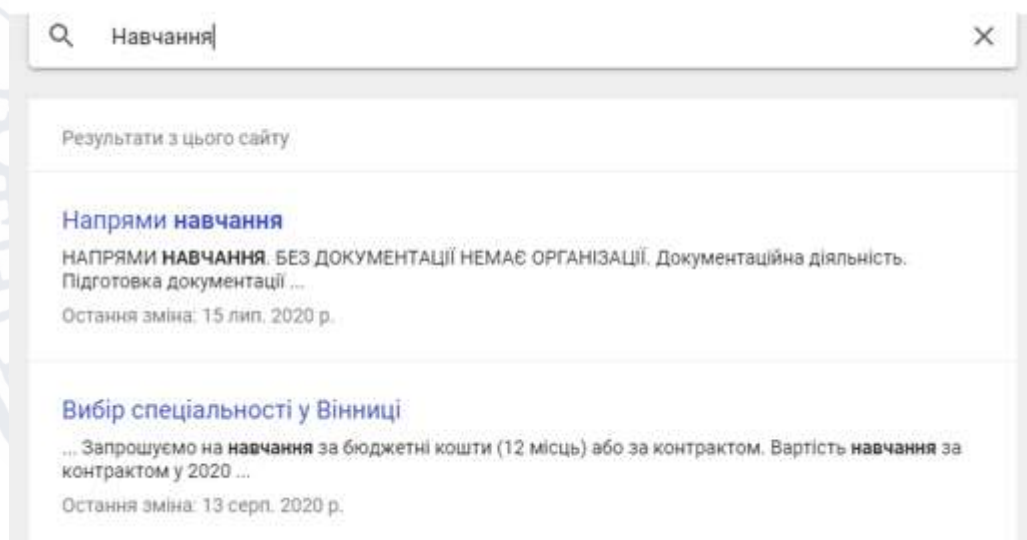 Навчання
Результати з цього сайту
Напрями навчання
НАПРЯМИ НАВЧАННЯ. БЕЗ ДОКУМЕНТАЦІЇ НЕМАЄ ОРГАНІЗАЦІЇ. Документаційна діяльність.
Підготовка документації ...
Остання зміна: 15 лип. 2020 р.
Вибір спеціальності у Вінниці
... Запрошуємо на навчання за бюджетні кошти (12 місць) або за контрактом. Вартість навчання за
контрактом у 2020 ...
Остання зміна: 13 серп. 2020 р.